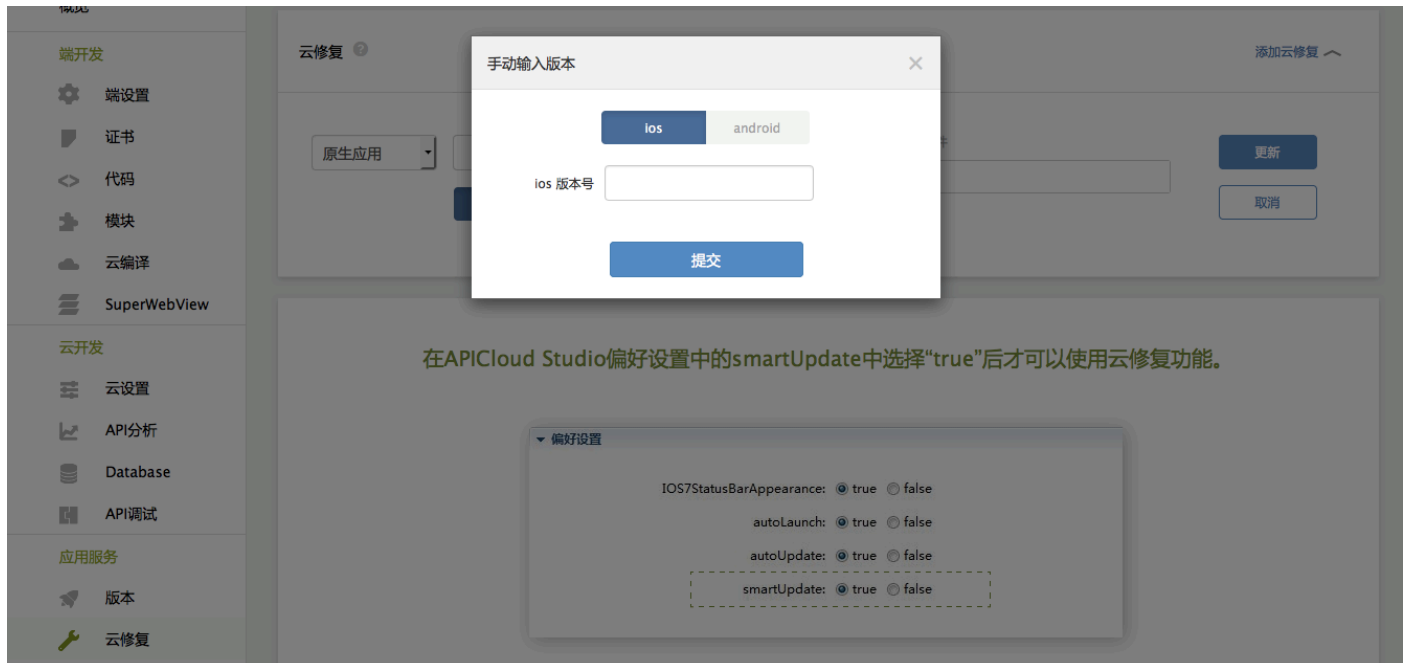 概览
端开发
端设置
证书
代码
模块
云编译
SuperWebView
云开发
云设置
API分析
Database
API调试
应用服务
版本
云修复
云修复 ?
添加云修复
手动输入版本 ×
ios android
ios 版本号
提交
原生应用
件
更新
取消
在APICloud Studio偏好设置中的smartUpdate中选择“true”后才可以使用云修复功能。
偏好设置
IOS7StatusBarAppearance: true false
autoLaunch: true false
autoUpdate: true false
smartUpdate: true false